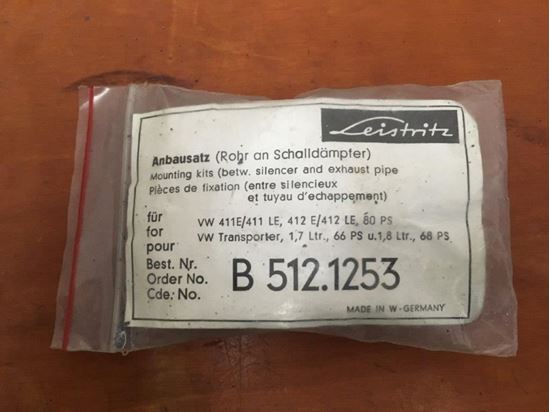 Leistritz
Anbausatz (Rohr an Schalldämpfer)
Mounting kits (betw. silencer and exhaust pipe
Pièces de fixation (entre silencieux
et tuyau d'echappement)
für
for
pour
VW 411E/411 LE, 412 E/412 LE, 80 PS
VW Transporter, 1,7 Ltr., 66 PS u.1,8 Ltr., 68 PS
Best. Nr.
Order No.
Cde. No.
B 512.1253
MADE IN W-GERMANY